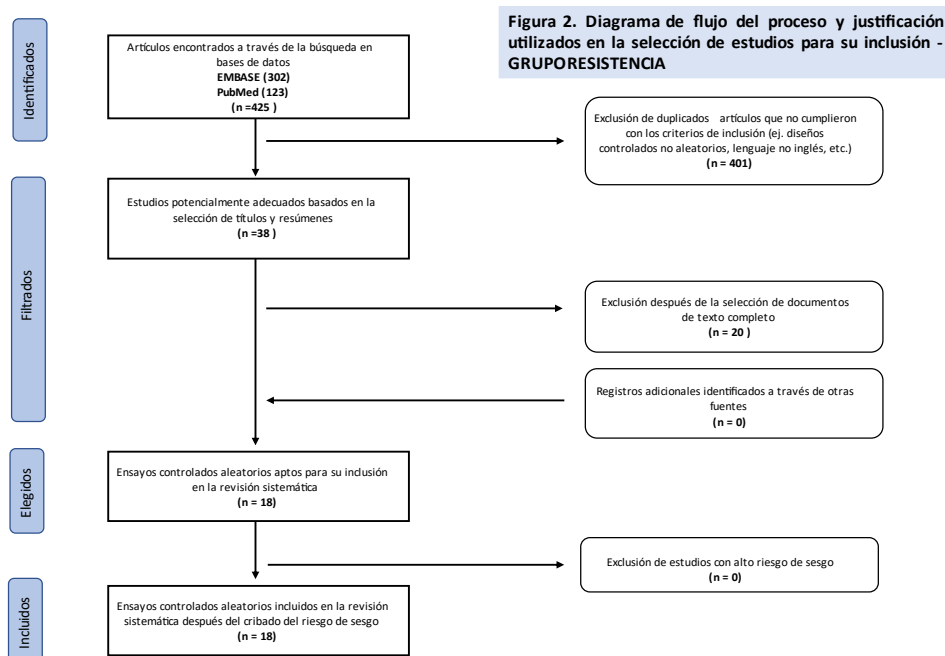 Figura 2. Diagrama de flujo del proceso y justificación
utilizados en la selección de estudios para su inclusión -
GRUPORESISTENCIA
Identificados
Artículos encontrados a través de la búsqueda en
bases de datos
EMBASE (302)
PubMed (123)
(n =425 )
Exclusión de duplicados artículos que no cumplieron
con los criterios de inclusión (ej. diseños
controlados no aleatorios, lenguaje no inglés, etc.)
(n = 401)
Filtrados
Estudios potencialmente adecuados basados en la
selección de títulos y resúmenes
(n =38 )
Exclusión después de la selección de documentos
de texto completo
(n = 20 )
Registros adicionales identificados a través de otras
fuentes
(n = 0)
Elegidos
Ensayos controlados aleatorios aptos para su inclusión
en la revisión sistemática
(n = 18)
Exclusión de estudios con alto riesgo de sesgo
(n = 0)
Incluidos
Ensayos controlados aleatorios incluidos en la revisión
sistemática después del cribado del riesgo de sesgo
(n = 18)